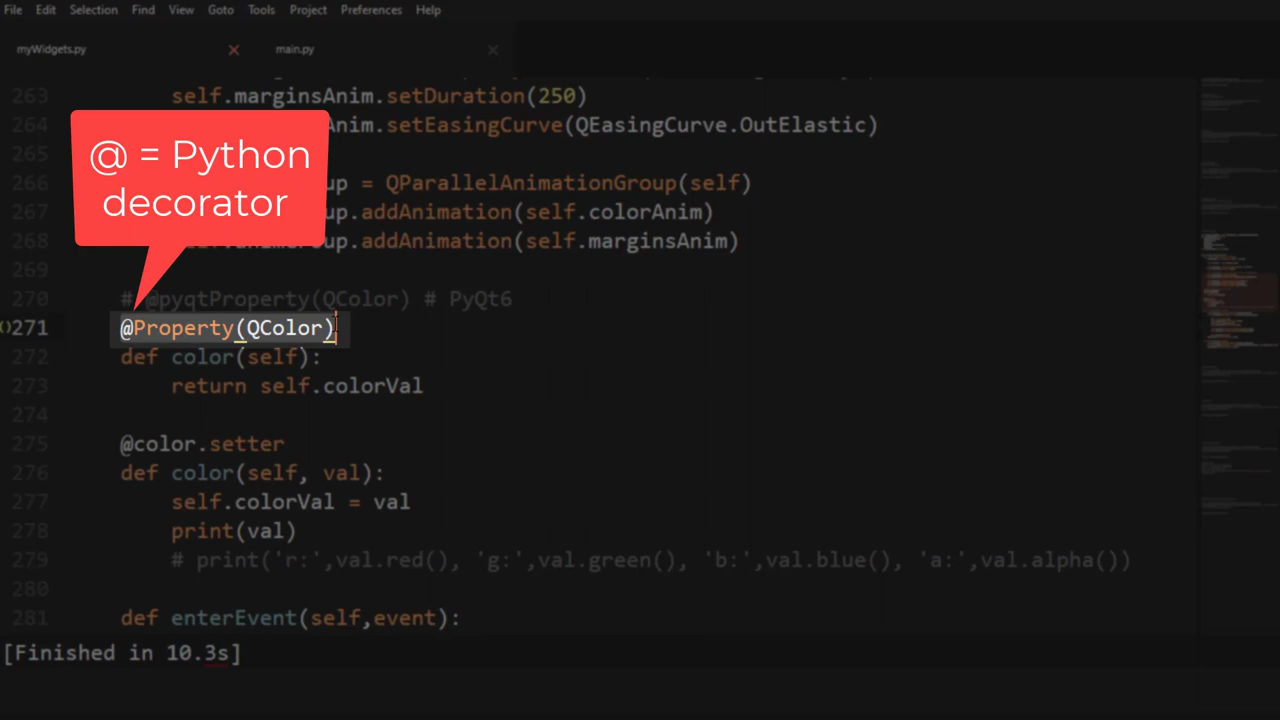 File Edit Selection Find View Goto Tools Project Preferences Help
myWidgets.py main.py
263 self.marginsAnim.setDuration(250)
264 Anim.setEasingCurve(QEasingCurve.OutElastic)
265
@ = Python
decorator
266 up = QParallelAnimationGroup(self)
267 up.addAnimation(self.colorAnim)
268 up.addAnimation(self.marginsAnim)
269
270 # @pyqtProperty(QColor) # PyQt6
271 @Property(QColor)
272 def color(self):
273 return self.colorVal
274
275 @color.setter
276 def color(self, val):
277 self.colorVal = val
278 print(val)
279 # print('r:',val.red(), 'g:',val.green(), 'b:',val.blue(), 'a:',val.alpha())
280
281 def enterEvent(self,event):
[Finished in 10.3s]